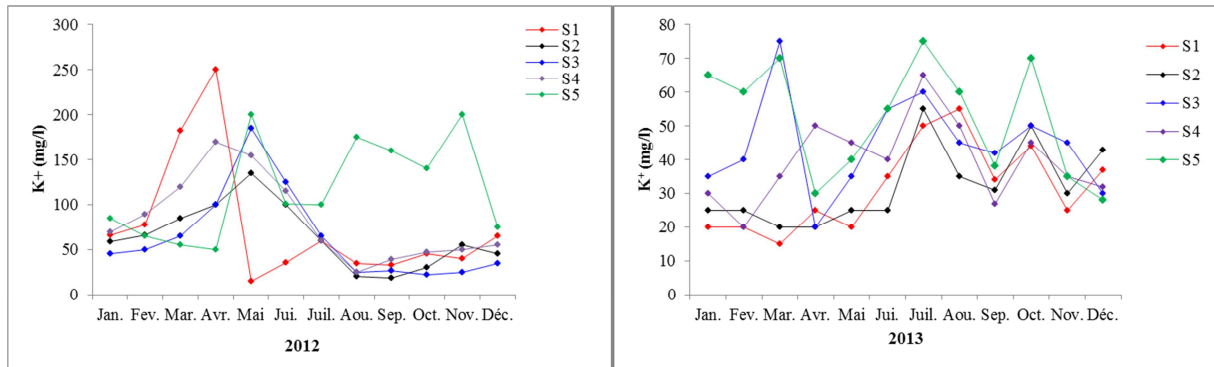 300
250
200
150
100
50
0
K+ (mg/l)
Jan. Fev. Mar. Avr. Mai Jui. Juil. Aou. Sep. Oct. Nov. Déc.
2012
S1
S2
S3
S4
S5
80
70
60
50
40
30
20
10
0
K⁺ (mg/l)
Jan. Fev. Mar. Avr. Mai Jui. Juil. Aou. Sep. Oct. Nov. Déc.
2013
S1
S2
S3
S4
S5